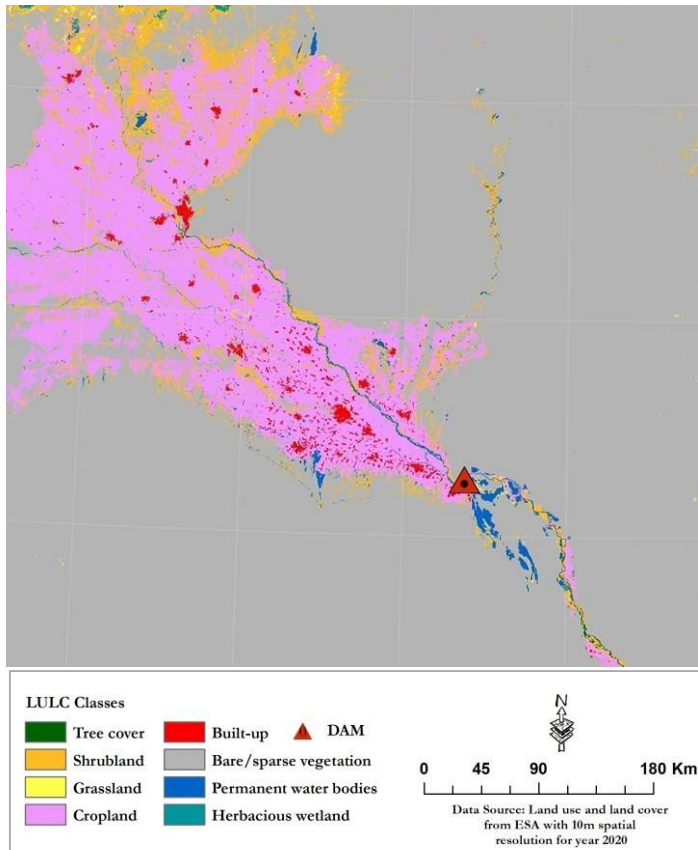 LULC Classes
Tree cover
Shrubland
Grassland
Cropland
Built-up
Bare/sparse vegetation
Permanent water bodies
Herbacious wetland
0 DAM
N
0 45 90 180 Km
Data Source: Land use and land cover
from ESA with 10m spatial
resolution for year 2020